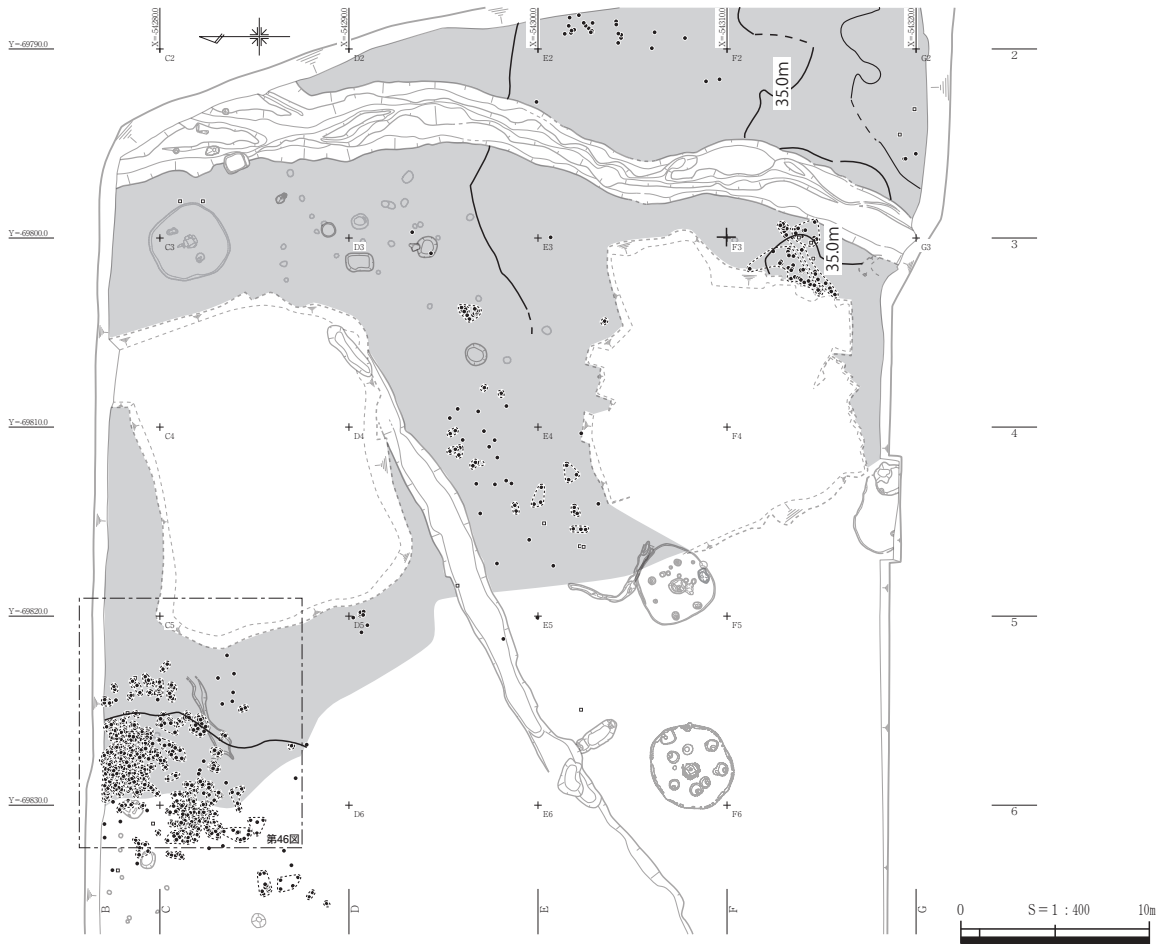 X=-54280.0
X=-54290.0
X=-54300.0
X=-54310.0
X=-54320.0
Y=-69790.0
C2
D2
E2
F2
G2
2
35.0m
Y=-69800.0
C3
D3
E3
F3
G3
3
35.0m
Y=-69810.0
C4
D4
E4
F4
4
Y=-69820.0
C5
D5
E5
F5
5
Y=-69830.0
D6
E6
F6
6
第46図
B
C
D
E
F
G
0
S=1:400
10m